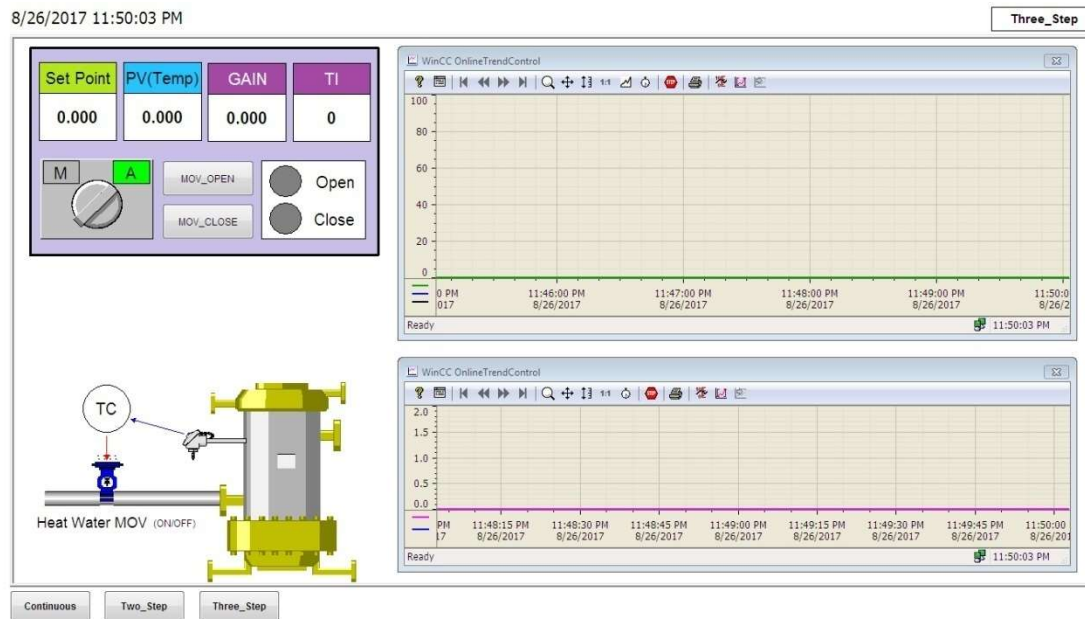 8/26/2017 11:50:03 PM
Three_Step
Set Point PV(Temp) GAIN TI
0.000 0.000 0.000 0
M A
MOV_OPEN
MOV_CLOSE
Open
Close
WinCC OnlineTrendControl
1:1
STOP
100
80
60
40
20
0
0 PM 11:46:00 PM 11:47:00 PM 11:48:00 PM 11:49:00 PM 11:50:0
017 8/26/2017 8/26/2017 8/26/2017 8/26/2017 8/26/2
Ready 11:50:03 PM
TC
Heat Water MOV (ON/OFF)
WinCC OnlineTrendControl
1:1
STOP
2.0
1.5
1.0
0.5
0.0
PM 11:48:15 PM 11:48:30 PM 11:48:45 PM 11:49:00 PM 11:49:15 PM 11:49:30 PM 11:49:45 PM 11:50:00
17 8/26/2017 8/26/2017 8/26/2017 8/26/2017 8/26/2017 8/26/2017 8/26/2017 8/26/201
Ready 11:50:03 PM
Continuous Two_Step Three_Step